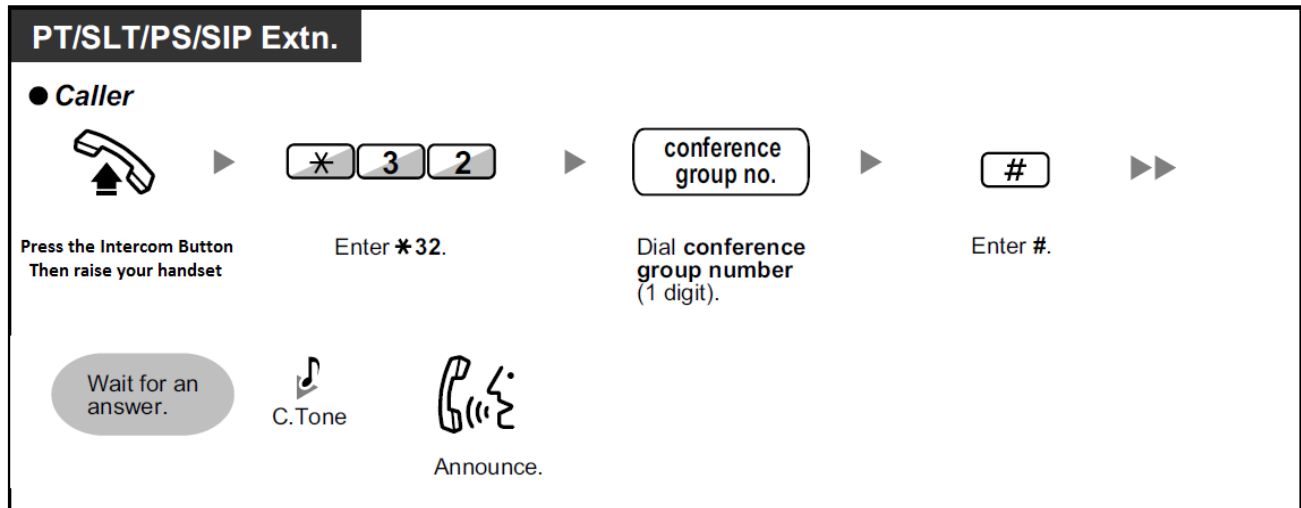 PT/SLT/PS/SIP Extn.
● Caller
* 3 2
conference
group no.
#
Press the Intercom Button
Then raise your handset
Enter *32.
Dial conference
group number
(1 digit).
Enter #.
Wait for an
answer.
C.Tone
Announce.